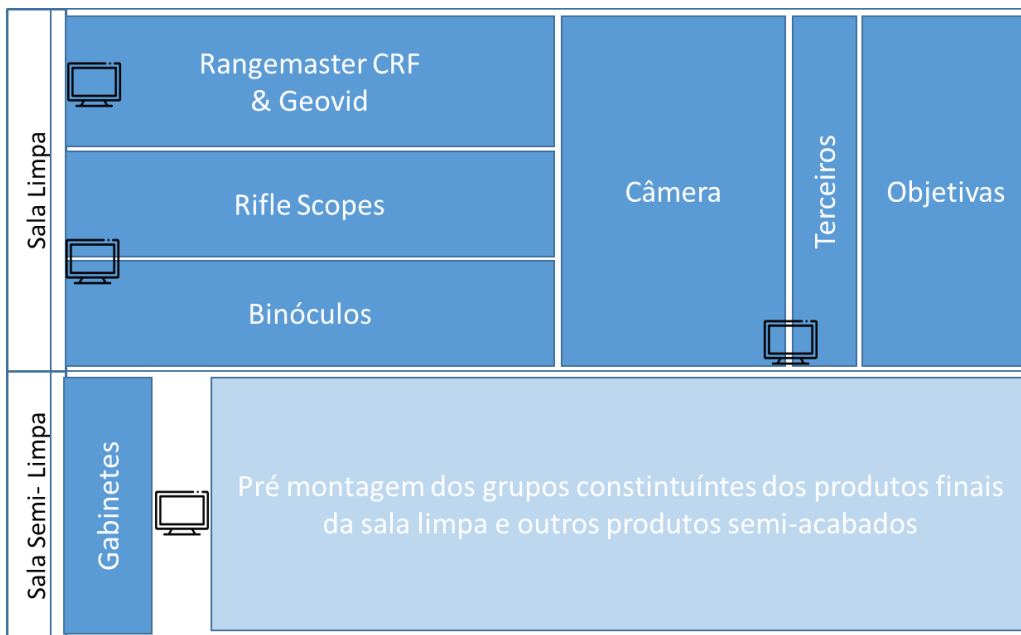 Sala Limpa
Rangemaster CRF
& Geovid
Rifle Scopes
Binóculos
Câmera
Terceiros
Objetivas
Sala Semi- Limpa
Gabinetes
Pré montagem dos grupos constintuíntes dos produtos finais
da sala limpa e outros produtos semi-acabados